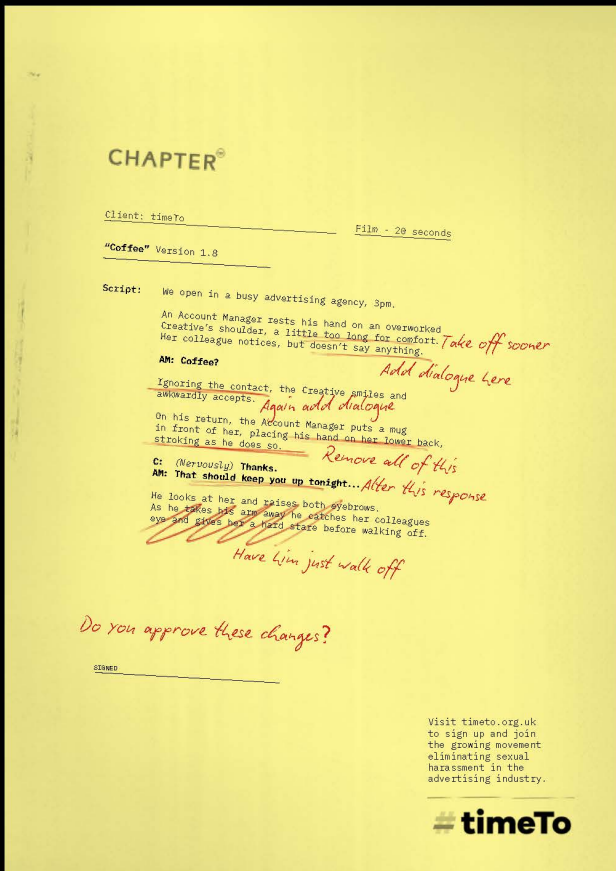 CHAPTER
Client: timeTo
Film - 20 seconds
"Coffee" Version 1.8
Script: We open in a busy advertising agency, 3pm.
An Account Manager rests his hand on an overworked
Creative's shoulder, a little too long for comfort. Take off sooner
Her colleague notices, but doesn't say anything.
Add dialogue here
AM: Coffee?
Ignoring the contact, the Creative smiles and
awkwardly accepts. Again add dialogue
On his return, the Account Manager puts a mug
in front of her, placing his hand on her lower back,
stroking as he does so. Remove all of this
C: (Nervously) Thanks.
AM: That should keep you up tonight... Alter this response
He looks at her and raises both eyebrows.
As he takes his arm away he catches her colleagues
eye and gives her a hard stare before walking off.
Have him just walk off
Do you approve these changes?
SIGNED
Visit timeto.org.uk
to sign up and join
the growing movement
eliminating sexual
harassment in the
advertising industry.
#timeTo